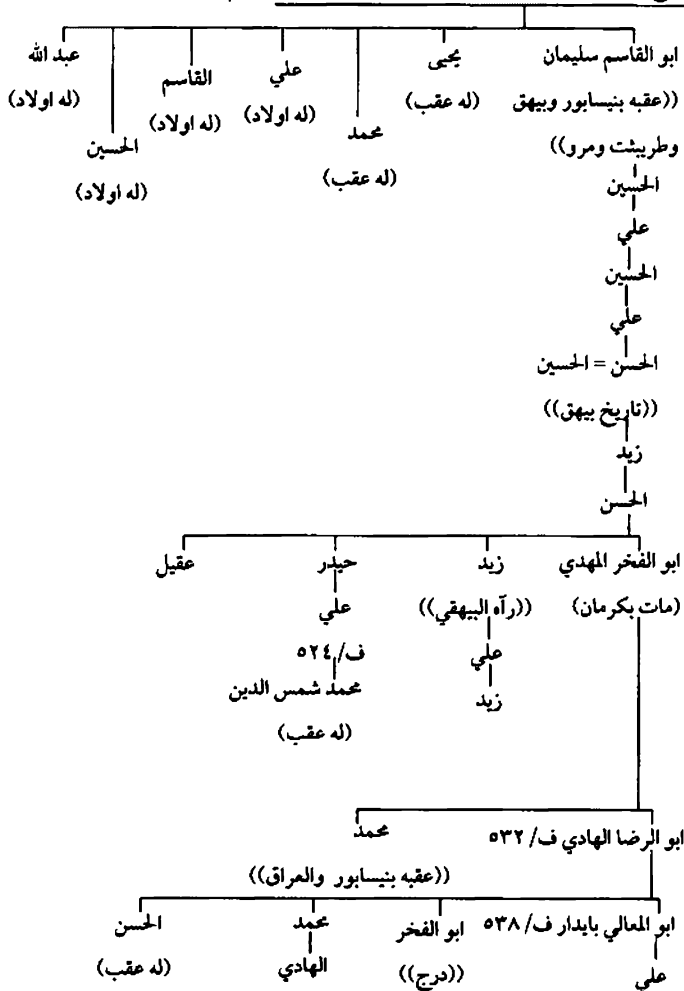 ابو القاسم سليمان يحيى علي القاسم عبد الله
((عقبه بنيسابور وبيهق (له عقب) محمد (له اولاد) (له اولاد) الحسين (له اولاد)
وطريثت ومرو)) (له عقب) (له اولاد)
الحسين
علي
الحسين
علي
الحسن = الحسين
((تاريخ بيهق))
زيد
الحسن
ابو الفخر المهدي زيد حيدر عقيل
(مات بكرمان) ((رآه البيهقي)) علي
علي ف/ ٥٢٤
زيد محمد شمس الدين
(له عقب)
ابو الرضا الهادي ف/ ٥٣٢ محمد
((عقبه بنيسابور والعراق))
ابو المعالي بايدار ف/ ٥٣٨ ابو الفخر محمد الحسن
علي ((درج)) الهادي (له عقب)